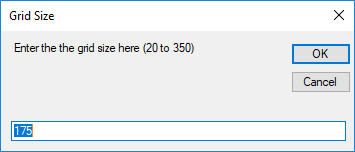 Grid Size
Enter the the grid size here (20 to 350)
OK
Cancel
175